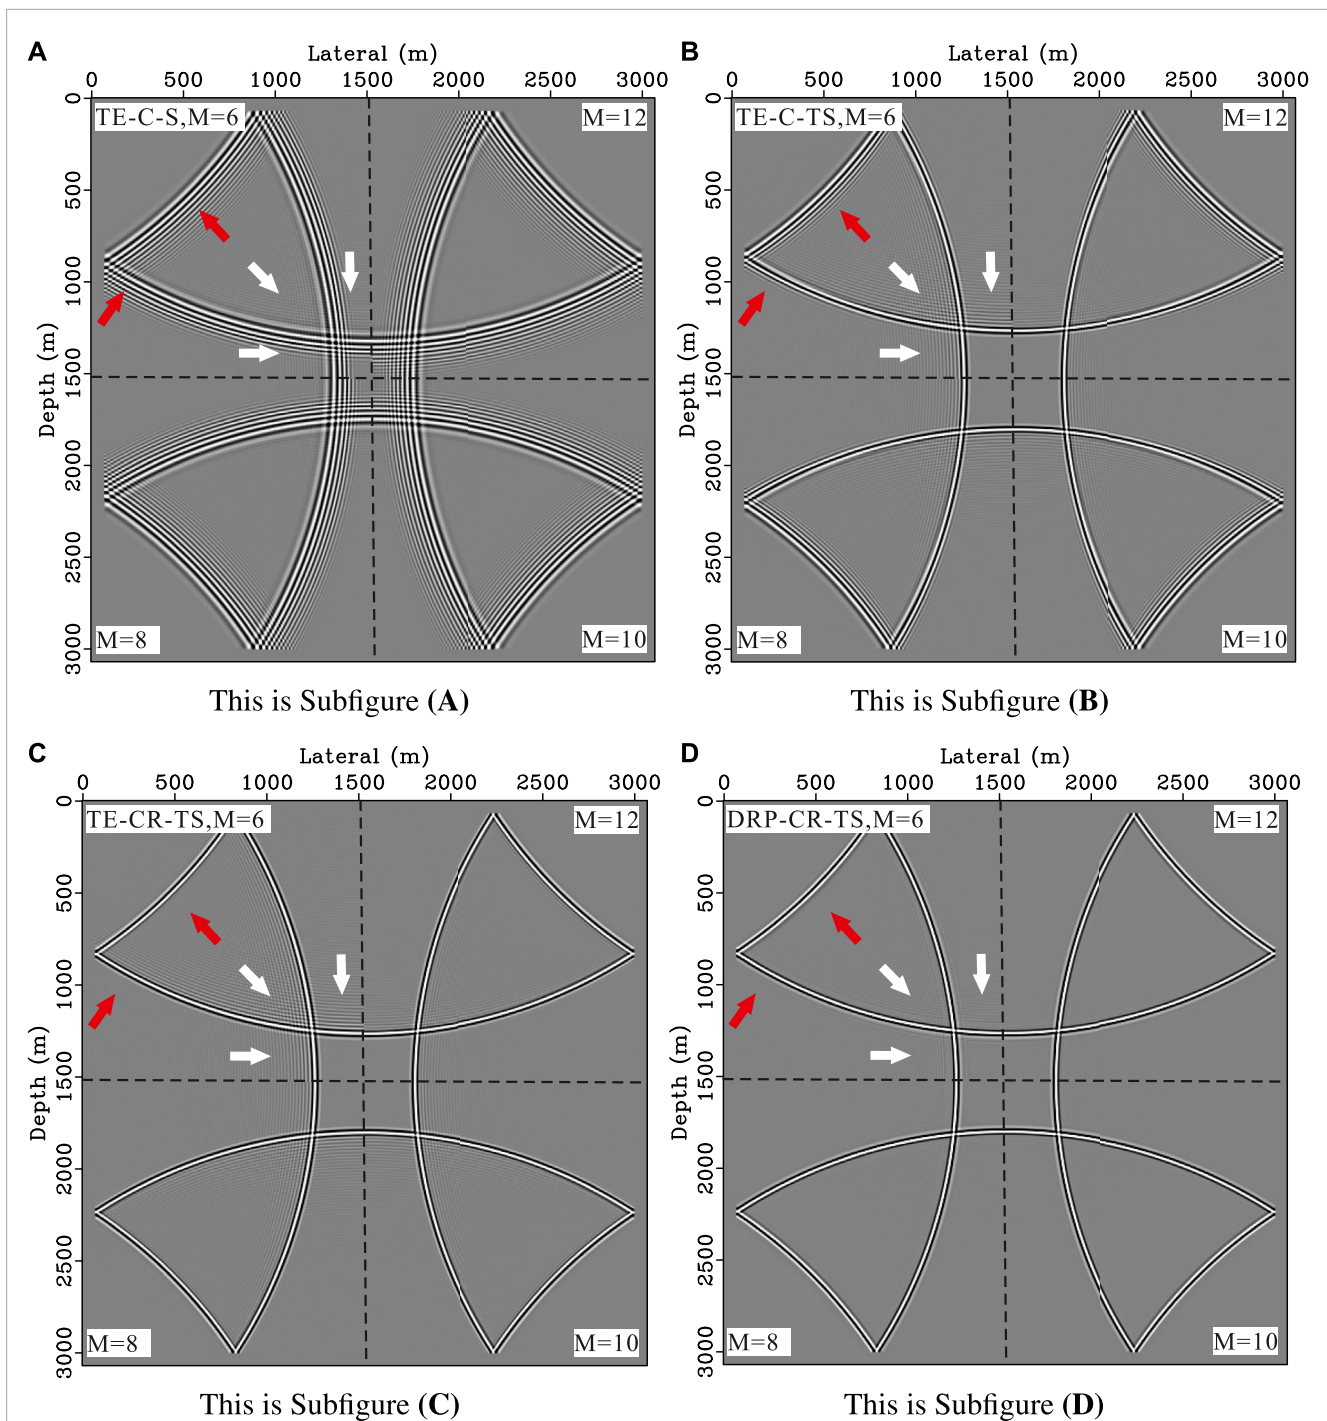 A
Lateral (m)
0 500 1000 1500 2000 2500 3000
Depth (m)
0 500 1000 1500 2000 2500 3000
TE-C-S,M=6
M=12
M=8
M=10
This is Subfigure (A)
B
Lateral (m)
0 500 1000 1500 2000 2500 3000
Depth (m)
0 500 1000 1500 2000 2500 3000
TE-C-TS,M=6
M=12
M=8
M=10
This is Subfigure (B)
C
Lateral (m)
0 500 1000 1500 2000 2500 3000
Depth (m)
0 500 1000 1500 2000 2500 3000
TE-CR-TS,M=6
M=12
M=8
M=10
This is Subfigure (C)
D
Lateral (m)
0 500 1000 1500 2000 2500 3000
Depth (m)
0 500 1000 1500 2000 2500 3000
DRP-CR-TS,M=6
M=12
M=8
M=10
This is Subfigure (D)